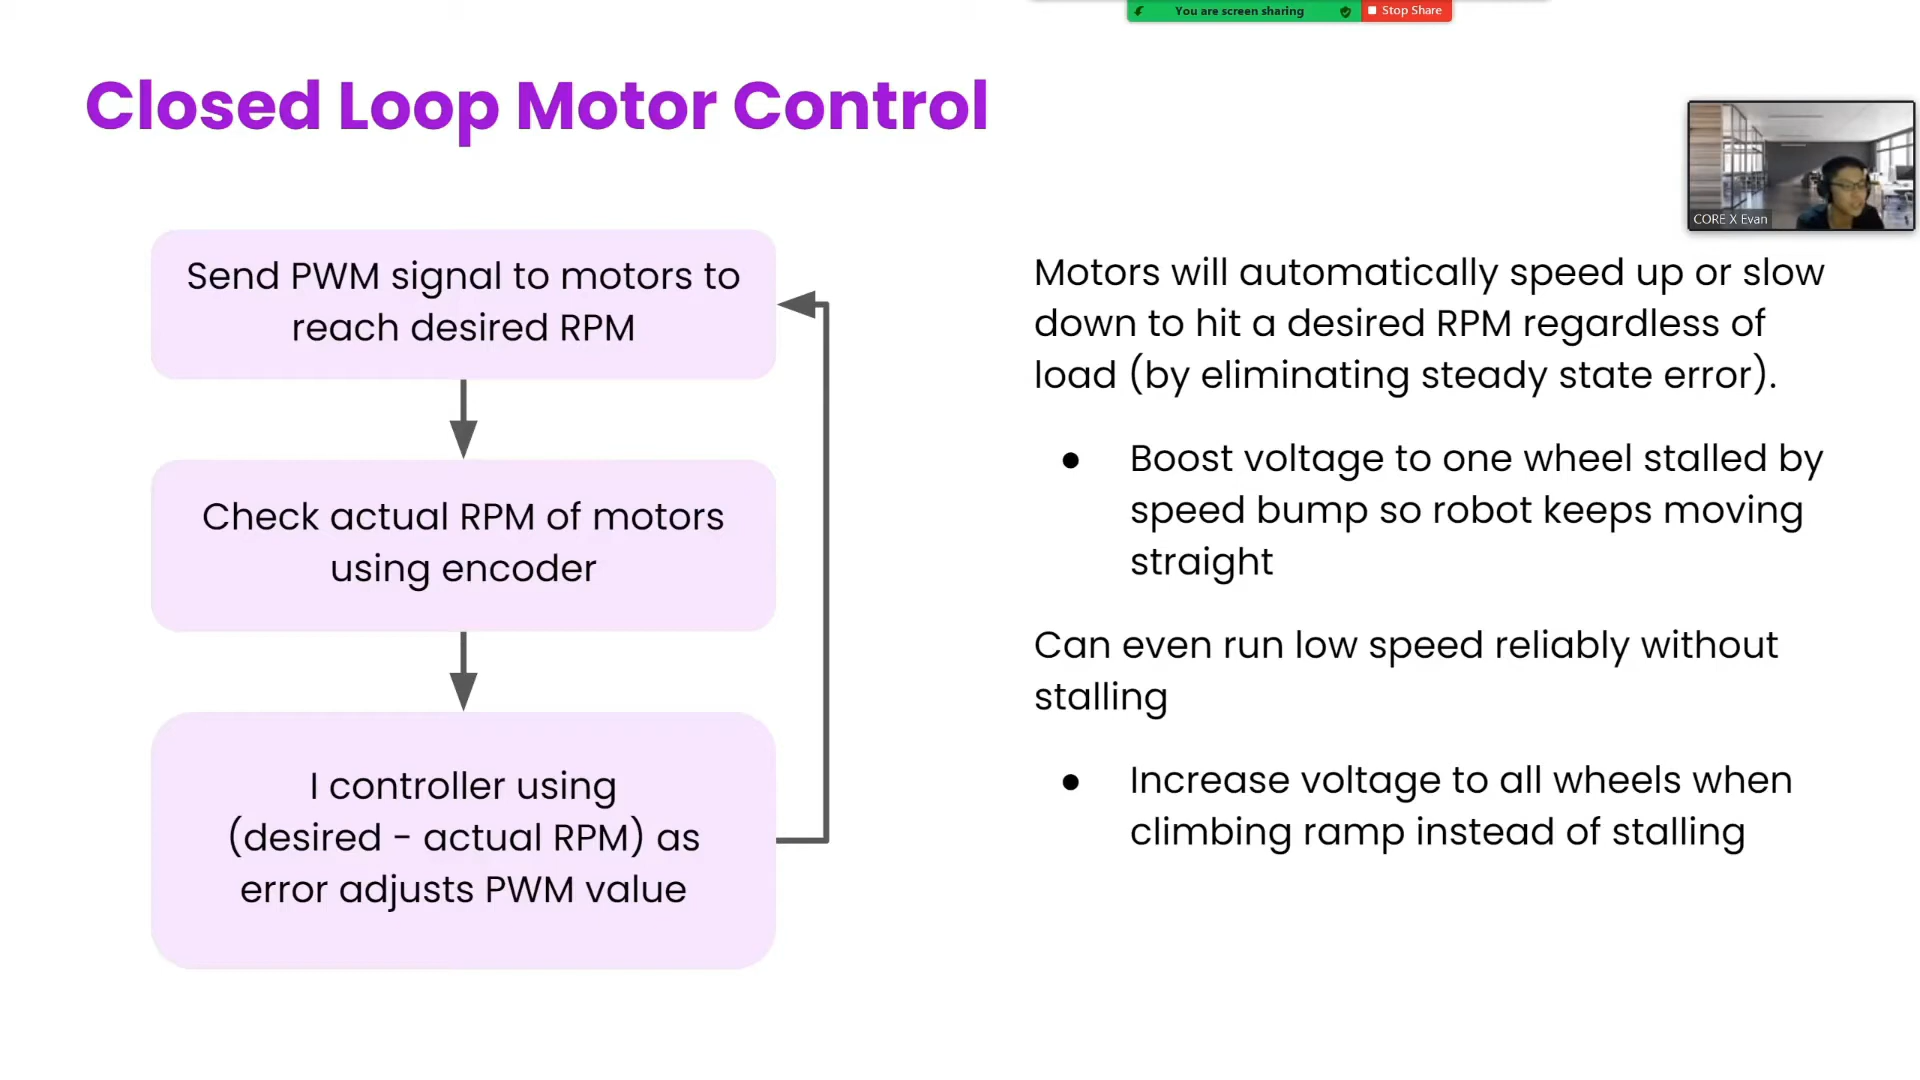 You are screen sharing
Stop Share
Closed Loop Motor Control
CORE X Evan
Send PWM signal to motors to
reach desired RPM
Check actual RPM of motors
using encoder
I controller using
(desired - actual RPM) as
error adjusts PWM value
Motors will automatically speed up or slow
down to hit a desired RPM regardless of
load (by eliminating steady state error).
● Boost voltage to one wheel stalled by
speed bump so robot keeps moving
straight
Can even run low speed reliably without
stalling
● Increase voltage to all wheels when
climbing ramp instead of stalling